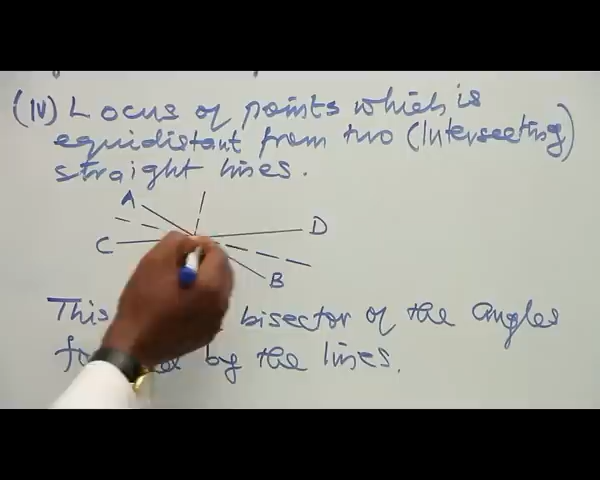 (IV) Locus of points which is
equidistant from two (Intersecting)
straight lines.
A
C
D
B
This bisector of the angles
by the lines.